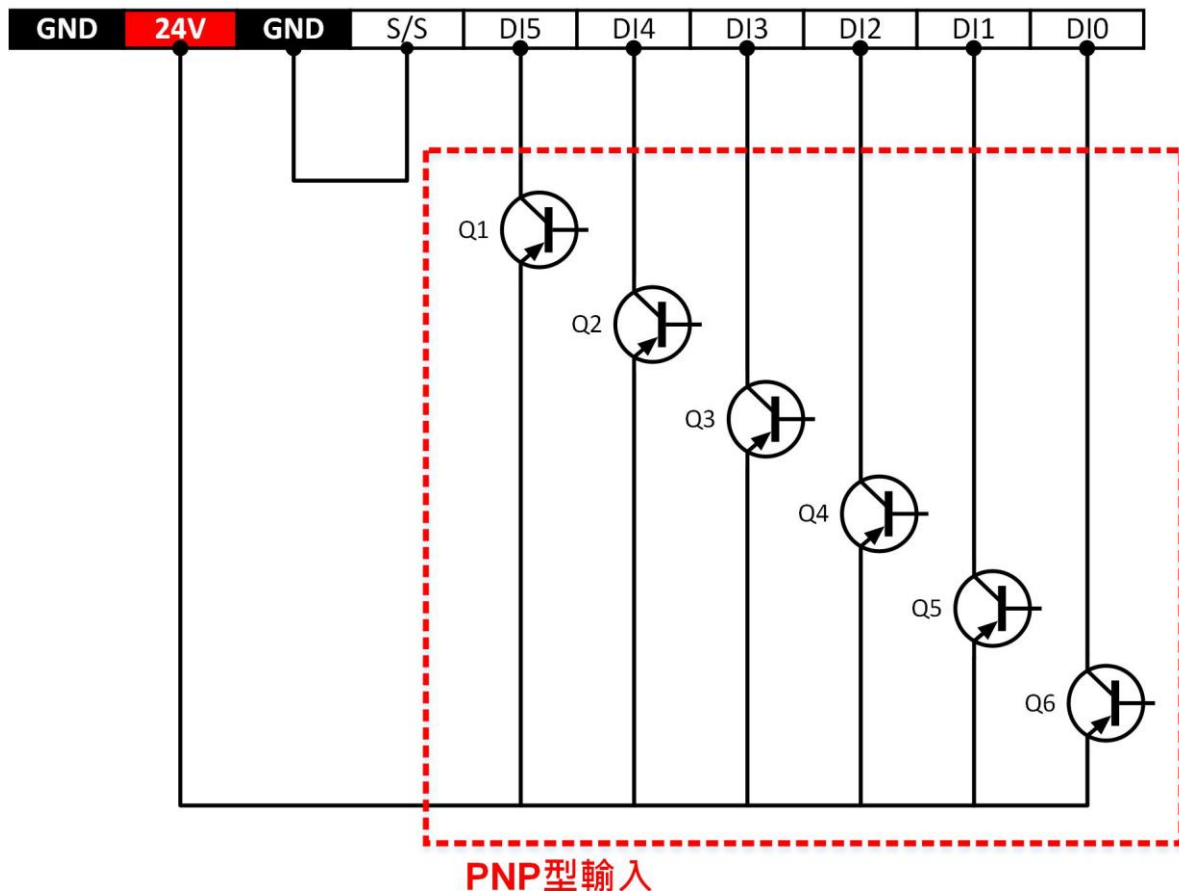 GND 24V GND S/S DI5 DI4 DI3 DI2 DI1 DI0
Q1
Q2
Q3
Q4
Q5
Q6
PNP型輸入